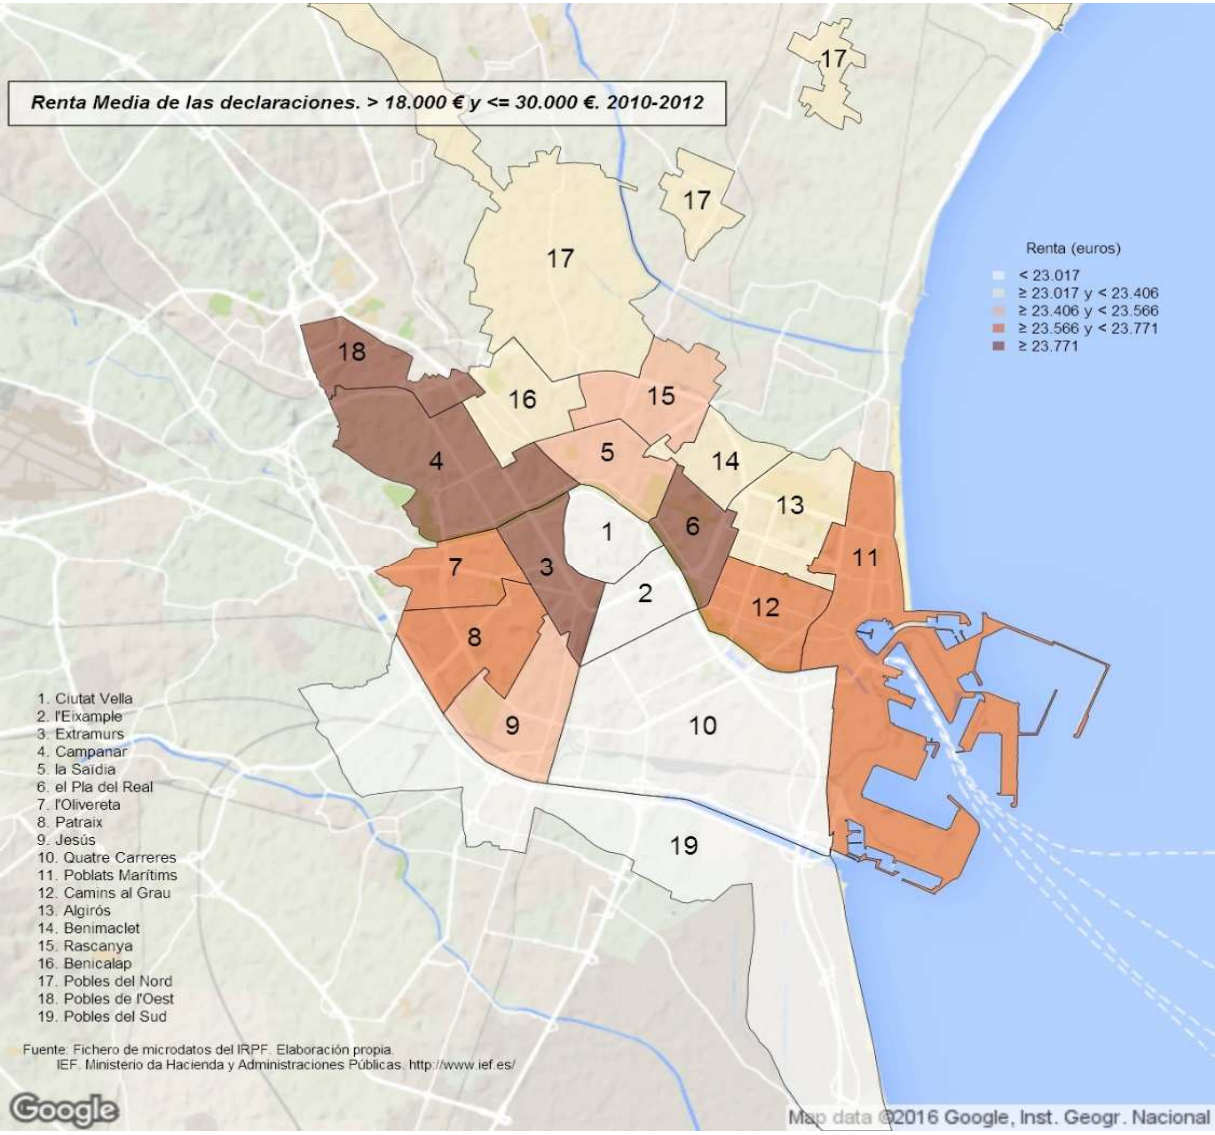 17
Renta Media de las declaraciones. > 18.000 € y <= 30.000 €. 2010-2012
17
17
Renta (euros)
< 23.017
≥ 23.017 y < 23.406
≥ 23.406 y < 23.566
≥ 23.566 y < 23.771
≥ 23.771
18
16
15
4
5
14
13
6
1
3
11
7
2
12
8
9
10
19
1. Ciutat Vella
2. l'Eixample
3. Extramurs
4. Campanar
5. la Saïdia
6. el Pla del Real
7. l'Olivereta
8. Patraix
9. Jesús
10. Quatre Carreres
11. Poblats Marítims
12. Camins al Grau
13. Algirós
14. Benimaclet
15. Rascanya
16. Benicalap
17. Pobles del Nord
18. Pobles de l'Oest
19. Pobles del Sud
Fuente: Fichero de microdatos del IRPF. Elaboración propia.
IEF. Ministerio da Hacienda y Administraciones Públicas. http://www.ief.es/
Google
Map data ©2016 Google, Inst. Geogr. Nacional